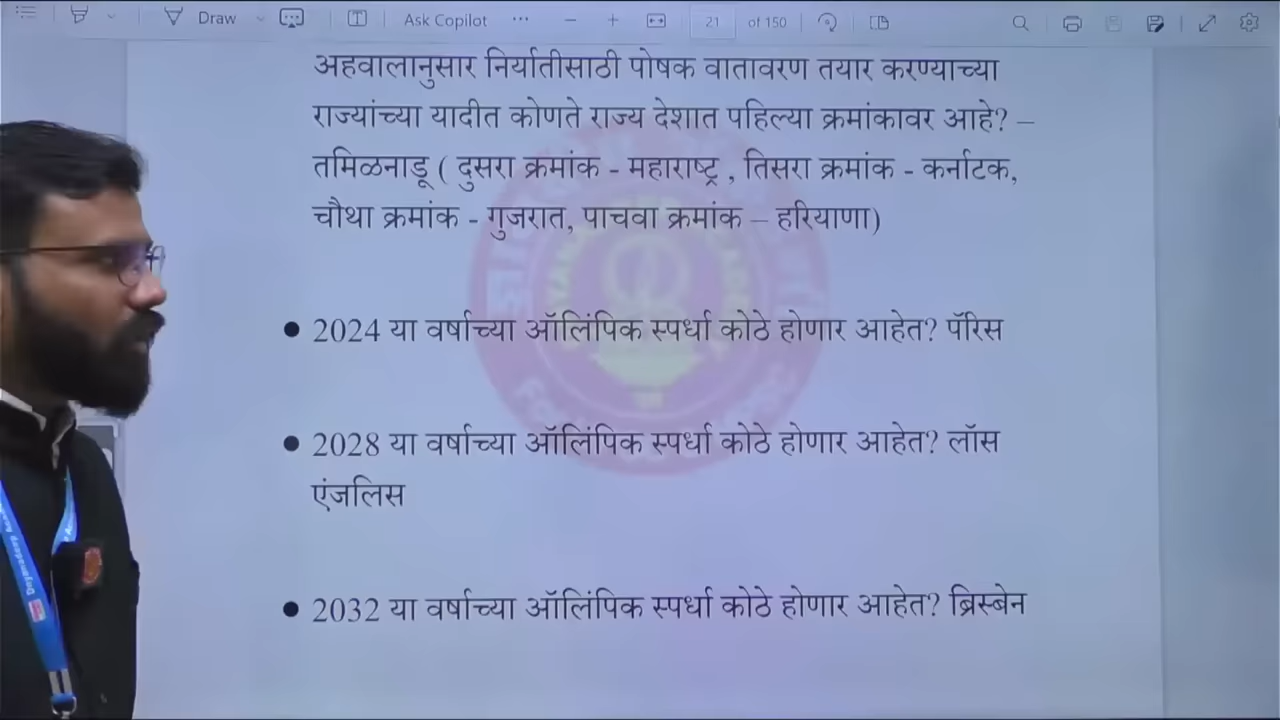 Draw
Ask Copilot
21 of 150
अहवालानुसार निर्यातीसाठी पोषक वातावरण तयार करण्याच्या
राज्यांच्या यादीत कोणते राज्य देशात पहिल्या क्रमांकावर आहे? –
तमिळनाडू ( दुसरा क्रमांक - महाराष्ट्र , तिसरा क्रमांक - कर्नाटक,
चौथा क्रमांक - गुजरात, पाचवा क्रमांक – हरियाणा)
● 2024 या वर्षाच्या ऑलिंपिक स्पर्धा कोठे होणार आहेत? पॅरिस
● 2028 या वर्षाच्या ऑलिंपिक स्पर्धा कोठे होणार आहेत? लॉस
एंजलिस
● 2032 या वर्षाच्या ऑलिंपिक स्पर्धा कोठे होणार आहेत? ब्रिस्बेन